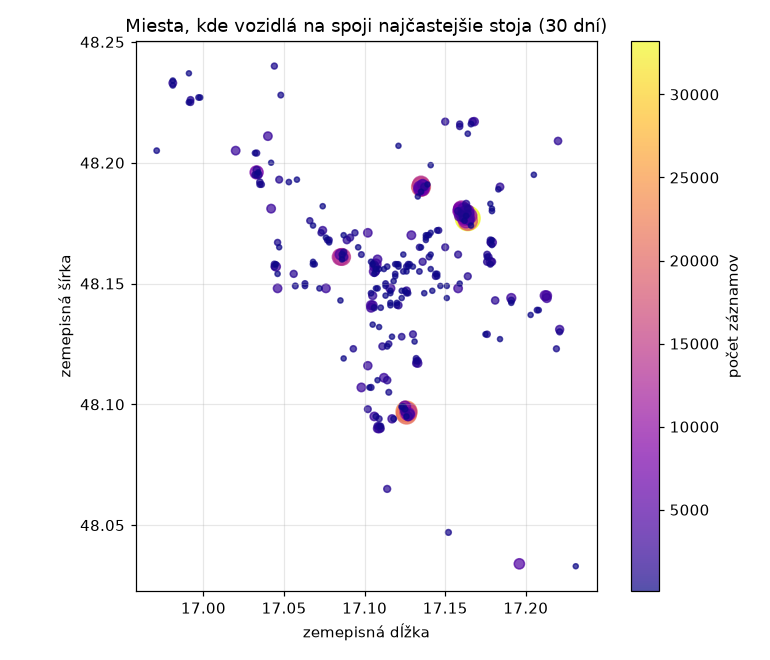 Miesta, kde vozidlá na spoji najčastejšie stoja (30 dní)
48.25
48.20
48.15
48.10
48.05
zemepisná šírka
17.00 17.05 17.10 17.15 17.20
zemepisná dĺžka
30000
25000
20000
15000
10000
5000
počet záznamov